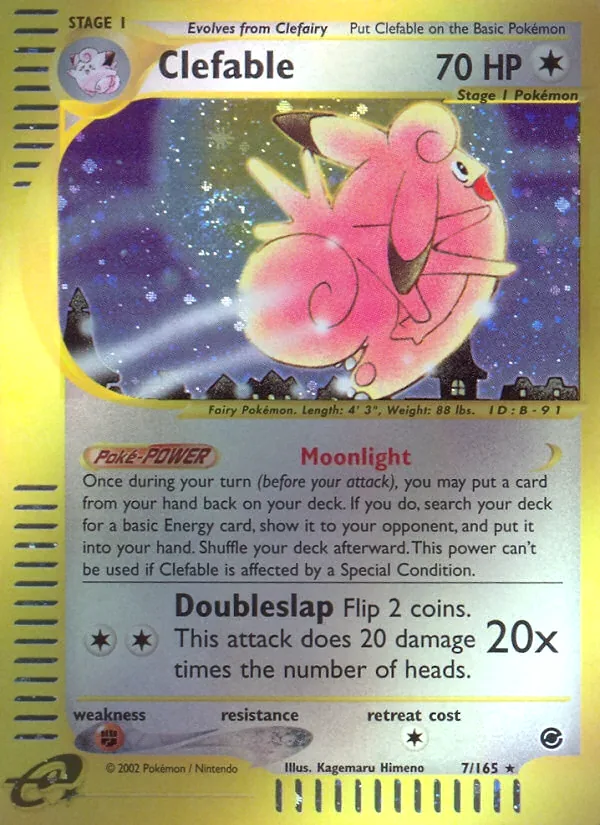 STAGE 1
Evolves from Clefairy Put Clefable on the Basic Pokémon
Clefable 70 HP
Stage 1 Pokémon
Fairy Pokémon. Length: 4' 3", Weight: 88 lbs. ID: B-91
Poké-POWER Moonlight
Once during your turn (before your attack), you may put a card
from your hand back on your deck. If you do, search your deck
for a basic Energy card, show it to your opponent, and put it
into your hand. Shuffle your deck afterward. This power can't
be used if Clefable is affected by a Special Condition.
Doubleslap Flip 2 coins.
This attack does 20 damage 20x
times the number of heads.
weakness resistance retreat cost
© 2002 Pokémon / Nintendo Illus. Kagemaru Himeno 7/165 ★
e